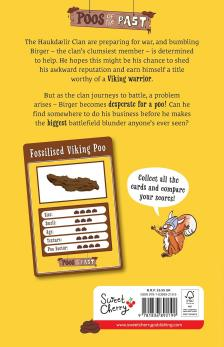 POOS OF THE PAST
The Haukdælir Clan are preparing for war, and bumbling
Birger – the clan's clumsiest member – is determined
to help. He hopes this might be his chance to shed
his awkward reputation and earn himself a title
worthy of a Viking warrior.
But as the clan journeys to battle, a problem
arises – Birger becomes desperate for a poo! Can he
find somewhere to do his business before he makes
the biggest battlefield blunder anyone's ever seen?
Fossilised Viking Poo
Size:
Smell:
Age:
Texture:
Poo Factor:
POOS OF THE PAST
Collect all the
cards and compare
your scores!
Sweet
Cherry
FSC
www.sweetcherrypublishing.com